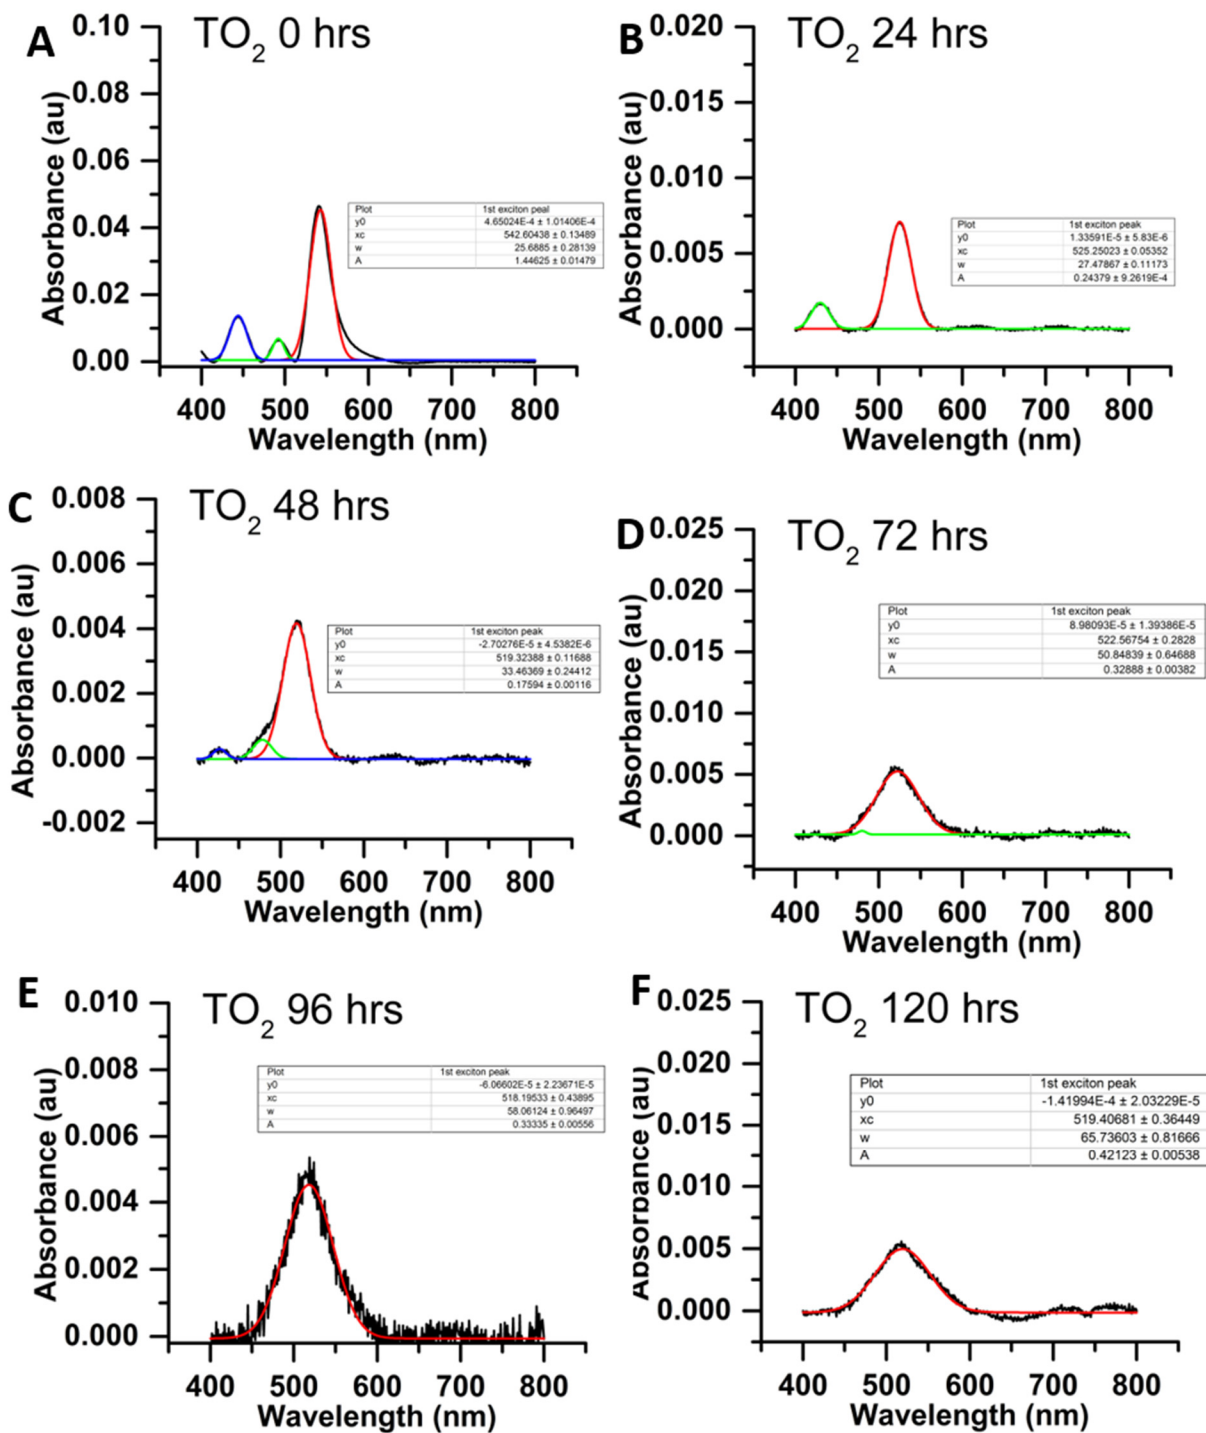 A
TO2 0 hrs
Absorbance (au)
0.10
0.08
0.06
0.04
0.02
0.00
Plot 1st exciton peal
y0 4.65024E-4 ± 1.01406E-4
xc 542.60438 ± 0.13489
w 25.6885 ± 0.28139
A 1.44625 ± 0.01479
400 500 600 700 800
Wavelength (nm)
B
TO2 24 hrs
Absorbance (au)
0.020
0.015
0.010
0.005
0.000
Plot 1st exciton peak
y0 1.33591E-5 ± 5.83E-6
xc 525.25023 ± 0.05352
w 27.47867 ± 0.11173
A 0.24379 ± 9.2619E-4
400 500 600 700 800
Wavelength (nm)
C
TO2 48 hrs
Absorbance (au)
0.008
0.006
0.004
0.002
0.000
-0.002
Plot 1st exciton peak
y0 -2.70276E-5 ± 4.5382E-6
xc 519.32388 ± 0.11688
w 33.46369 ± 0.24412
A 0.17594 ± 0.00116
400 500 600 700 800
Wavelength (nm)
D
TO2 72 hrs
Absorbance (au)
0.025
0.020
0.015
0.010
0.005
0.000
Plot 1st exciton peak
y0 8.98093E-5 ± 1.39386E-5
xc 522.56754 ± 0.2828
w 50.84839 ± 0.64688
A 0.32888 ± 0.00382
400 500 600 700 800
Wavelength (nm)
E
TO2 96 hrs
Absorbance (au)
0.010
0.008
0.006
0.004
0.002
0.000
Plot 1st exciton peak
y0 -6.06602E-5 ± 2.23671E-5
xc 518.19533 ± 0.43895
w 58.06124 ± 0.96497
A 0.33335 ± 0.00556
400 500 600 700 800
Wavelength (nm)
F
TO2 120 hrs
Absorbance (au)
0.025
0.020
0.015
0.010
0.005
0.000
Plot 1st exciton peak
y0 -1.41994E-4 ± 2.03229E-5
xc 519.40681 ± 0.36449
w 65.73603 ± 0.81666
A 0.42123 ± 0.00538
400 500 600 700 800
Wavelength (nm)